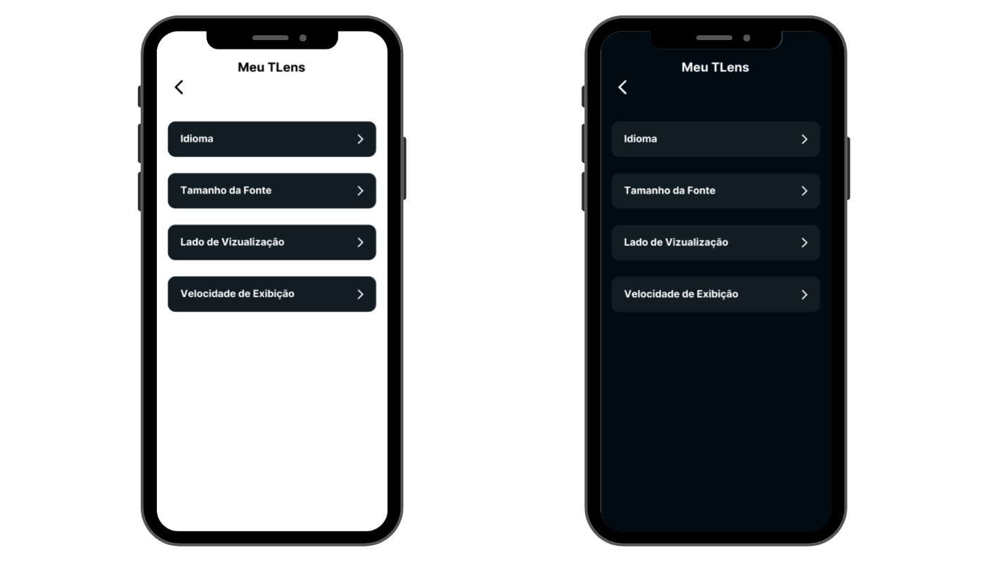 Meu TLens
Idioma
Tamanho da Fonte
Lado de Vizualização
Velocidade de Exibição
Meu TLens
Idioma
Tamanho da Fonte
Lado de Vizualização
Velocidade de Exibição